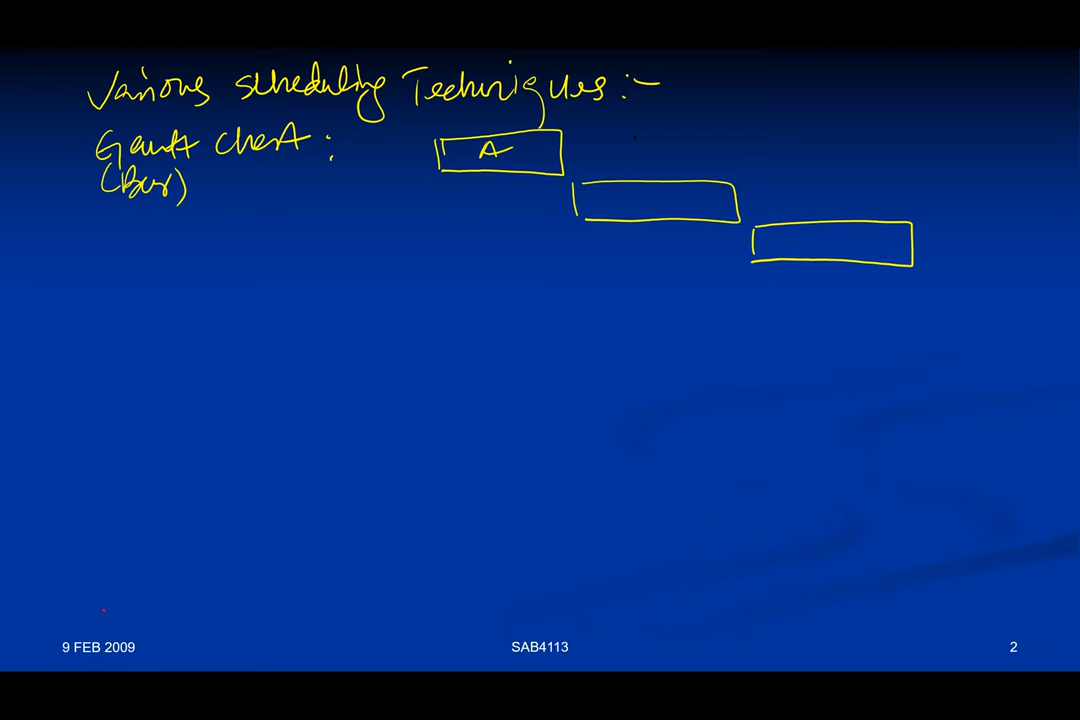 Various scheduling Techniques :-
Gantt chart :
(Bar)
A
9 FEB 2009
SAB4113
2